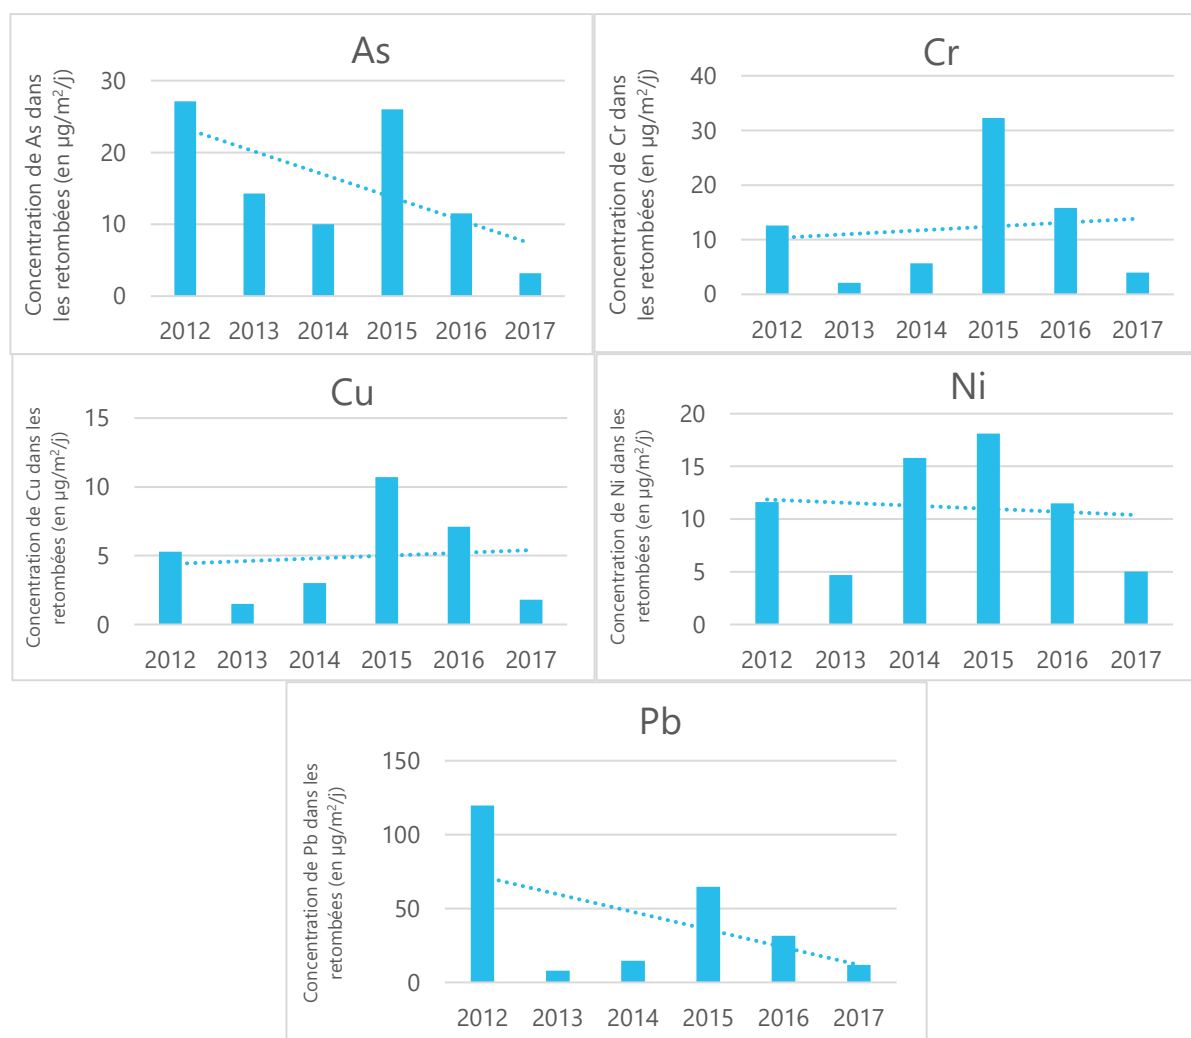 As
Concentration de As dans
les retombées (en µg/m²/j)
30
20
10
0
2012 2013 2014 2015 2016 2017
Cr
Concentration de Cr dans
les retombées (en µg/m²/j)
40
30
20
10
0
2012 2013 2014 2015 2016 2017
Cu
Concentration de Cu dans les
retombées (en µg/m²/j)
15
10
5
0
2012 2013 2014 2015 2016 2017
Ni
Concentration de Ni dans les
retombées (en µg/m²/j)
20
15
10
5
0
2012 2013 2014 2015 2016 2017
Pb
Concentration de Pb dans les
retombées (en µg/m²/j)
150
100
50
0
2012 2013 2014 2015 2016 2017